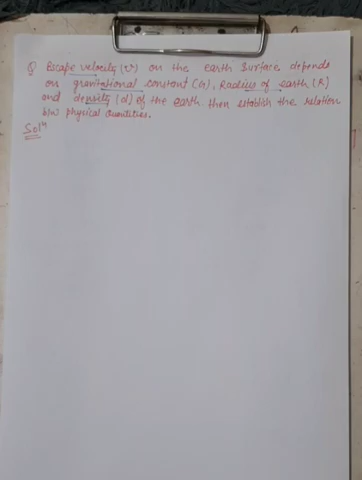 Q Escape velocity (v) on the earth surface depends
on gravitational constant (G), Radius of earth (R)
and density (d) of the earth. then establish the relation
b/w physical quantities.
Solⁿ